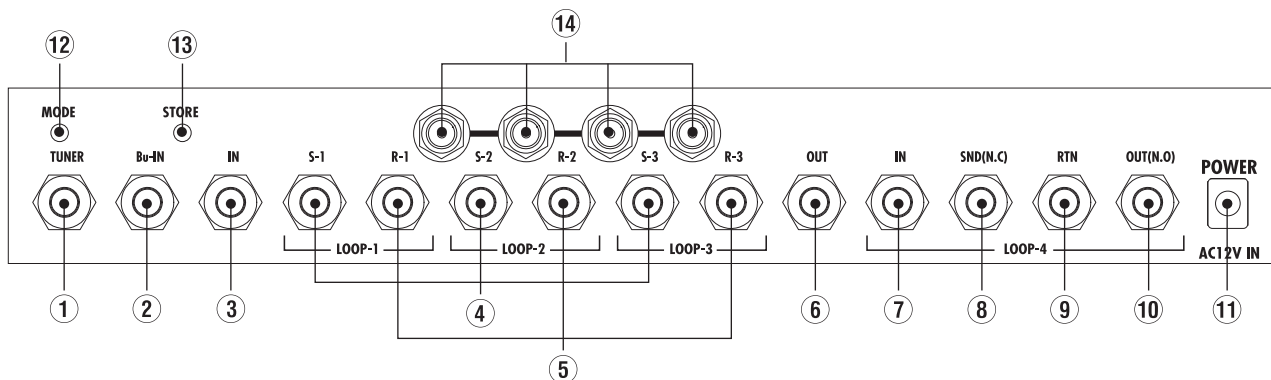 ⑭
⑫ ⑬
MODE STORE
TUNER Bu-IN IN S-1 R-1 S-2 R-2 S-3 R-3 OUT IN SND(N.C) RTN OUT(N.O) POWER
LOOP-1 LOOP-2 LOOP-3 LOOP-4 AC12V IN
① ② ③ ④ ⑥ ⑦ ⑧ ⑨ ⑩ ⑪
⑤